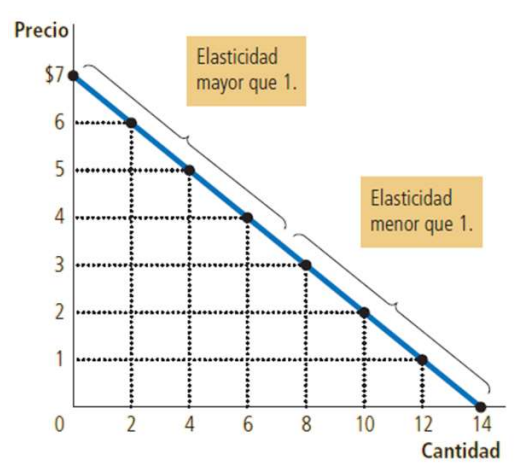 Precio
$7
Elasticidad
mayor que 1.
6
5
4
Elasticidad
menor que 1.
3
2
1
0 2 4 6 8 10 12 14
Cantidad